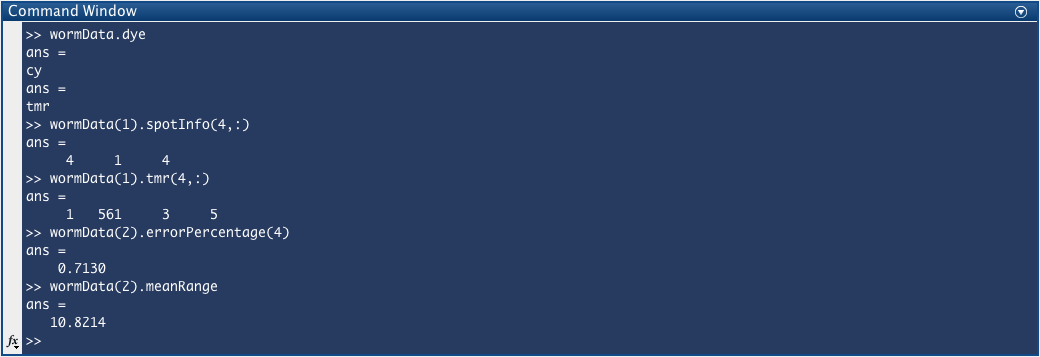 Command Window
>> wormData.dye
ans =
cy
ans =
tmr
>> wormData(1).spotInfo(4,:)
ans =
4 1 4
>> wormData(1).tmr(4,:)
ans =
1 561 3 5
>> wormData(2).errorPercentage(4)
ans =
0.7130
>> wormData(2).meanRange
ans =
10.8214
fx >>